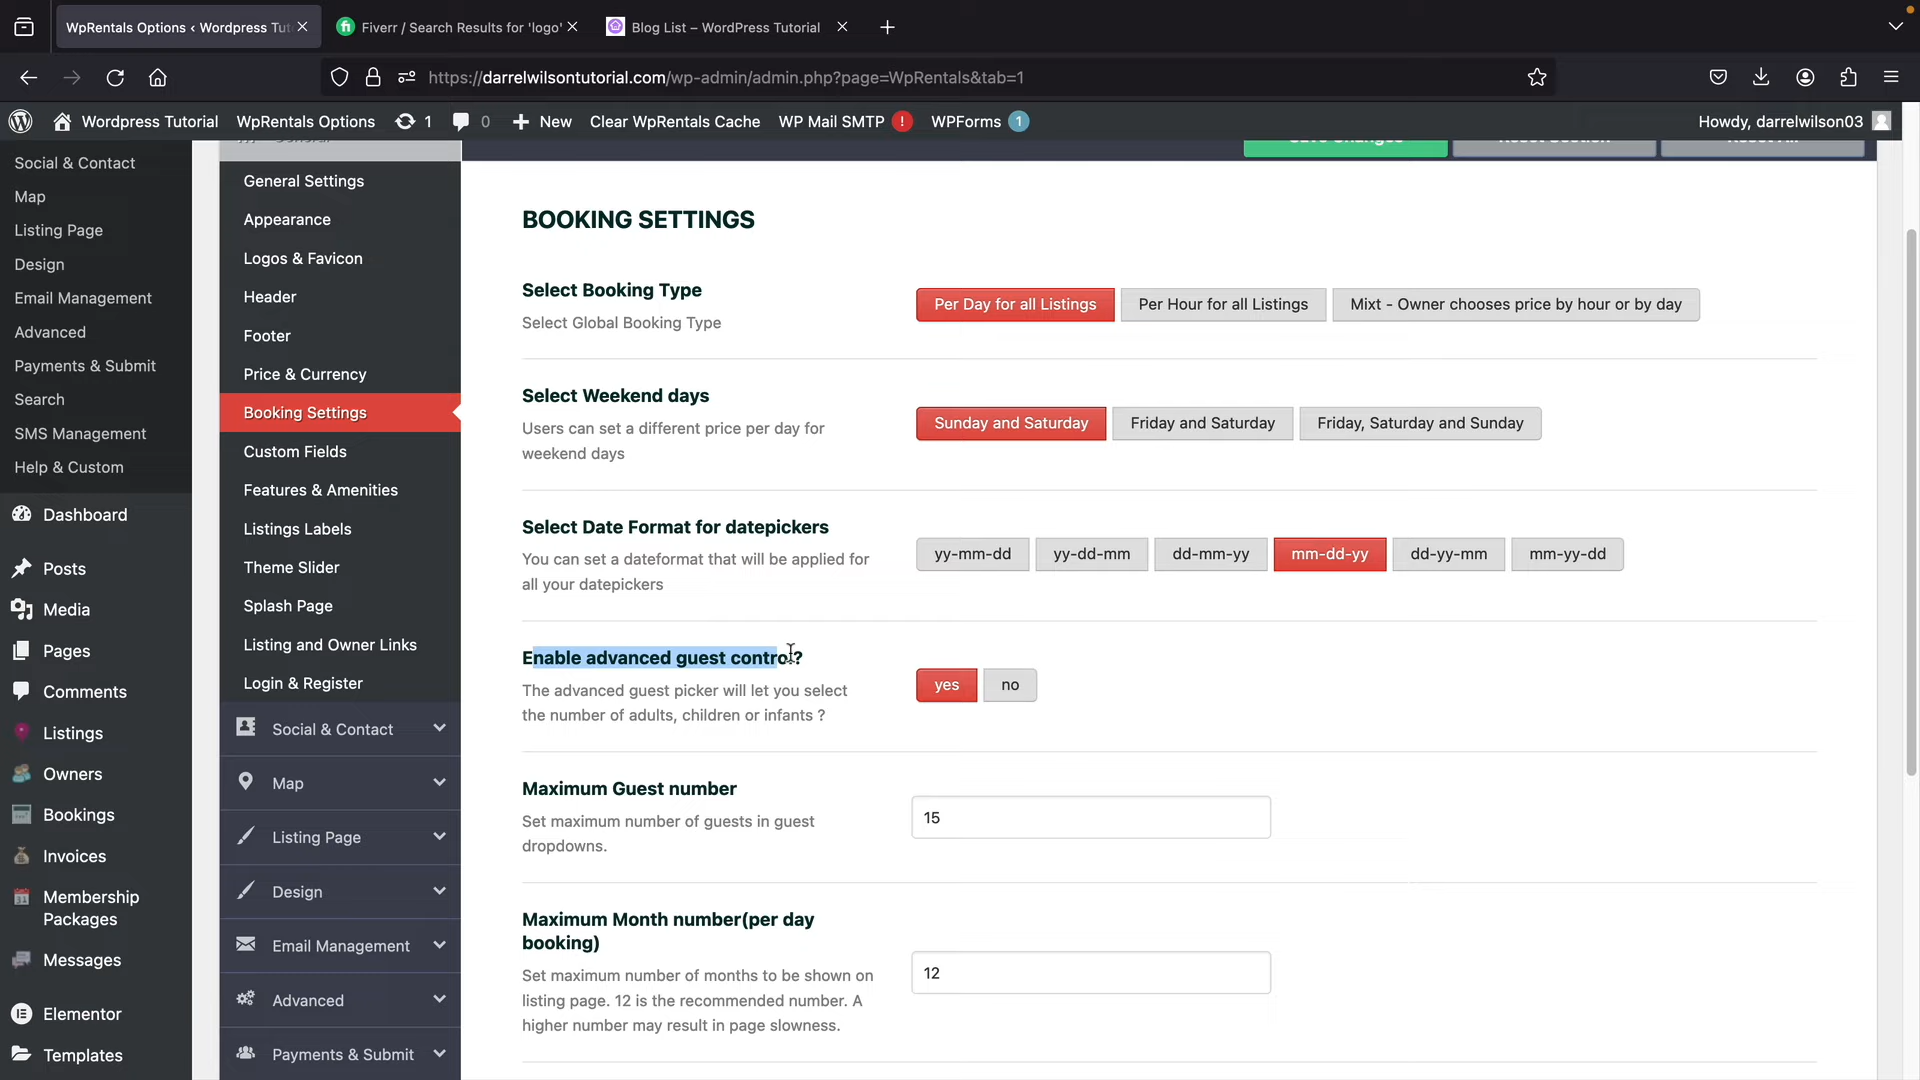 WpRentals Options ‹ Wordpress Tut
Fiverr / Search Results for 'logo'
Blog List – WordPress Tutorial
https://darrelwilsontutorial.com/wp-admin/admin.php?page=WpRentals&tab=1
Wordpress Tutorial
WpRentals Options
1
0
New
Clear WpRentals Cache
WP Mail SMTP !
WPForms 1
Howdy, darrelwilson03
Social & Contact
Map
Listing Page
Design
Email Management
Advanced
Payments & Submit
Search
SMS Management
Help & Custom
Dashboard
Posts
Media
Pages
Comments
Listings
Owners
Bookings
Invoices
Membership
Packages
Messages
Elementor
Templates
General
General Settings
Appearance
Logos & Favicon
Header
Footer
Price & Currency
Booking Settings
Custom Fields
Features & Amenities
Listings Labels
Theme Slider
Splash Page
Listing and Owner Links
Login & Register
Social & Contact
Map
Listing Page
Design
Email Management
Advanced
Payments & Submit
Save Changes
Reset Section
Reset All
BOOKING SETTINGS
Select Booking Type
Select Global Booking Type
Per Day for all Listings
Per Hour for all Listings
Mixt - Owner chooses price by hour or by day
Select Weekend days
Users can set a different price per day for
weekend days
Sunday and Saturday
Friday and Saturday
Friday, Saturday and Sunday
Select Date Format for datepickers
You can set a dateformat that will be applied for
all your datepickers
yy-mm-dd
yy-dd-mm
dd-mm-yy
mm-dd-yy
dd-yy-mm
mm-yy-dd
Enable advanced guest control?
The advanced guest picker will let you select
the number of adults, children or infants ?
yes
no
Maximum Guest number
Set maximum number of guests in guest
dropdowns.
15
Maximum Month number(per day
booking)
Set maximum number of months to be shown on
listing page. 12 is the recommended number. A
higher number may result in page slowness.
12